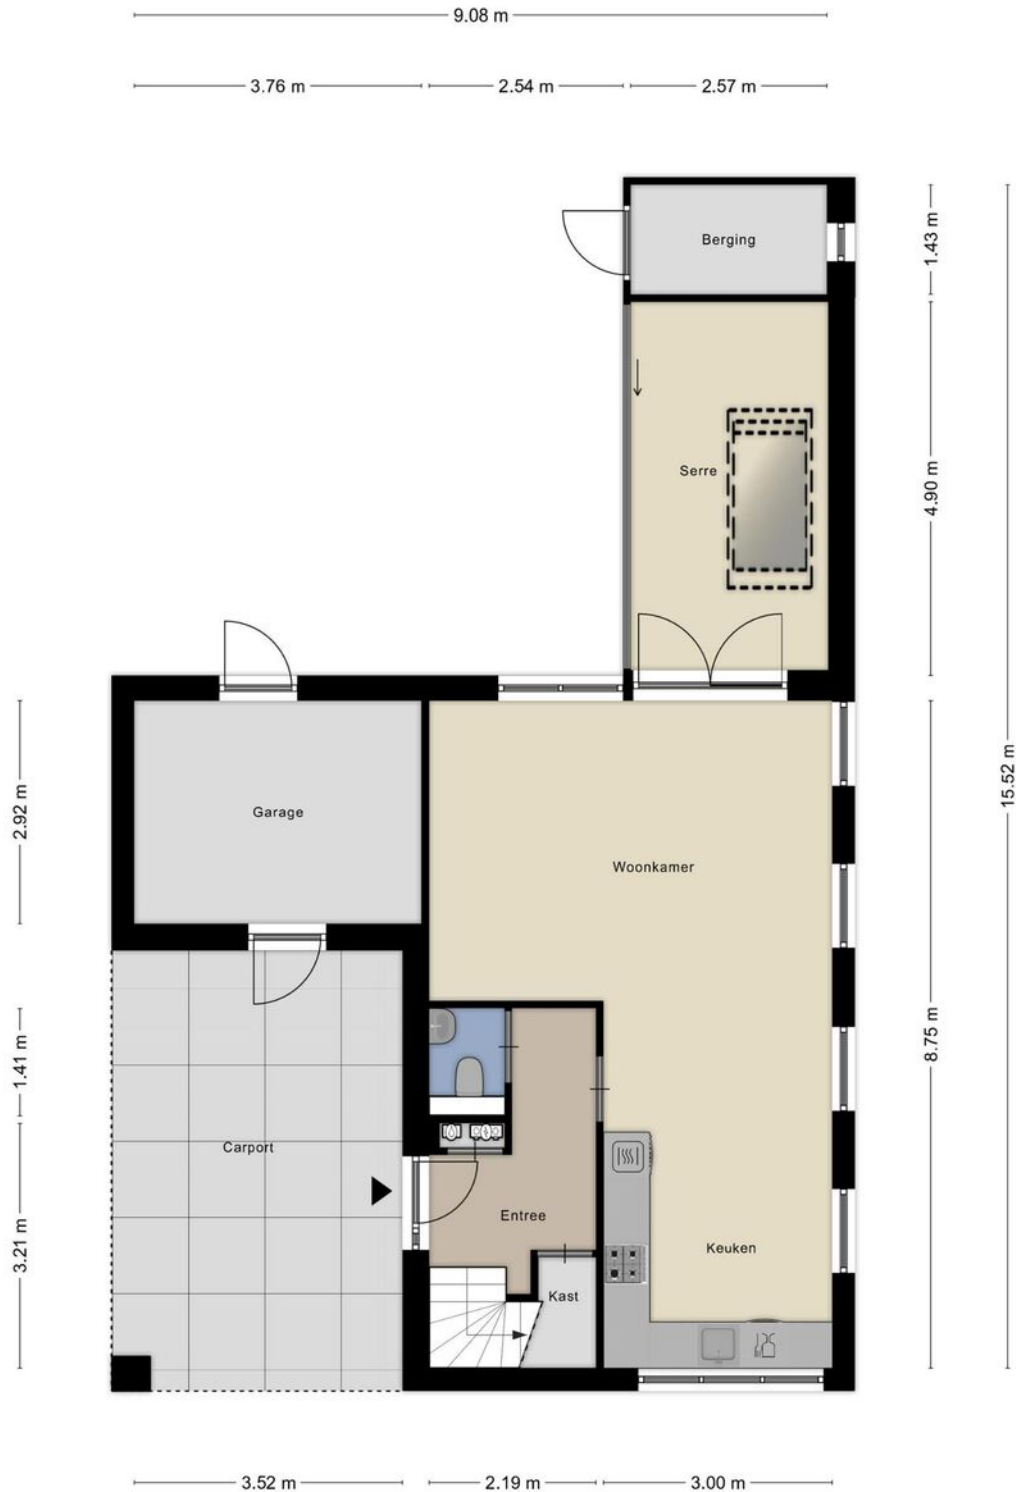 9.08 m
3.76 m
2.54 m
2.57 m
Berging
1.43 m
Serre
4.90 m
15.52 m
Garage
2.92 m
Woonkamer
8.75 m
1.41 m
Carport
Entree
3.21 m
Keuken
Kast
3.52 m
2.19 m
3.00 m